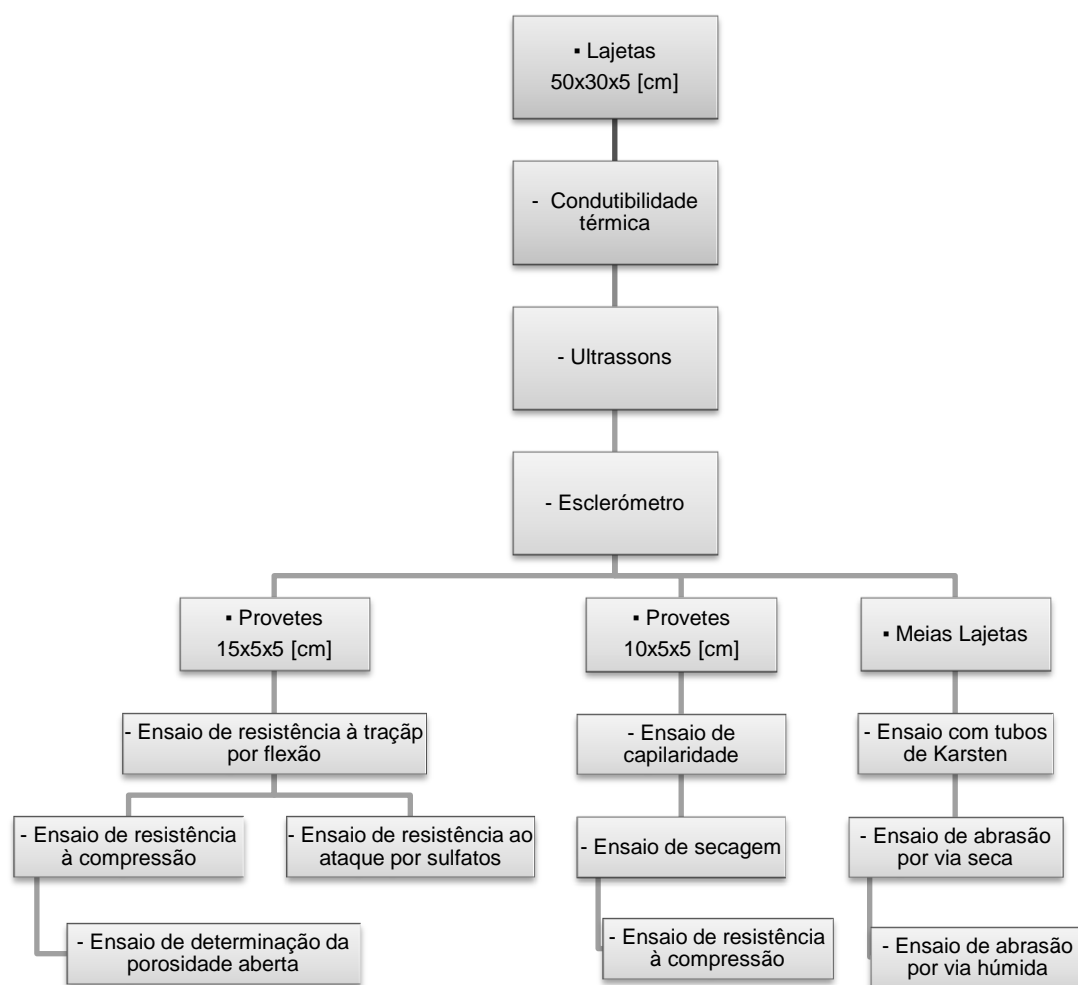 ▪ Lajetas
50x30x5 [cm]
- Condutibilidade
térmica
- Ultrassons
- Esclerómetro
▪ Provetes
15x5x5 [cm]
▪ Provetes
10x5x5 [cm]
▪ Meias Lajetas
- Ensaio de resistência à traçãp
por flexão
- Ensaio de
capilaridade
- Ensaio com tubos
de Karsten
- Ensaio de resistência
à compressão
- Ensaio de resistência ao
ataque por sulfatos
- Ensaio de secagem
- Ensaio de abrasão
por via seca
- Ensaio de determinação da
porosidade aberta
- Ensaio de resistência
à compressão
- Ensaio de abrasão
por via húmida